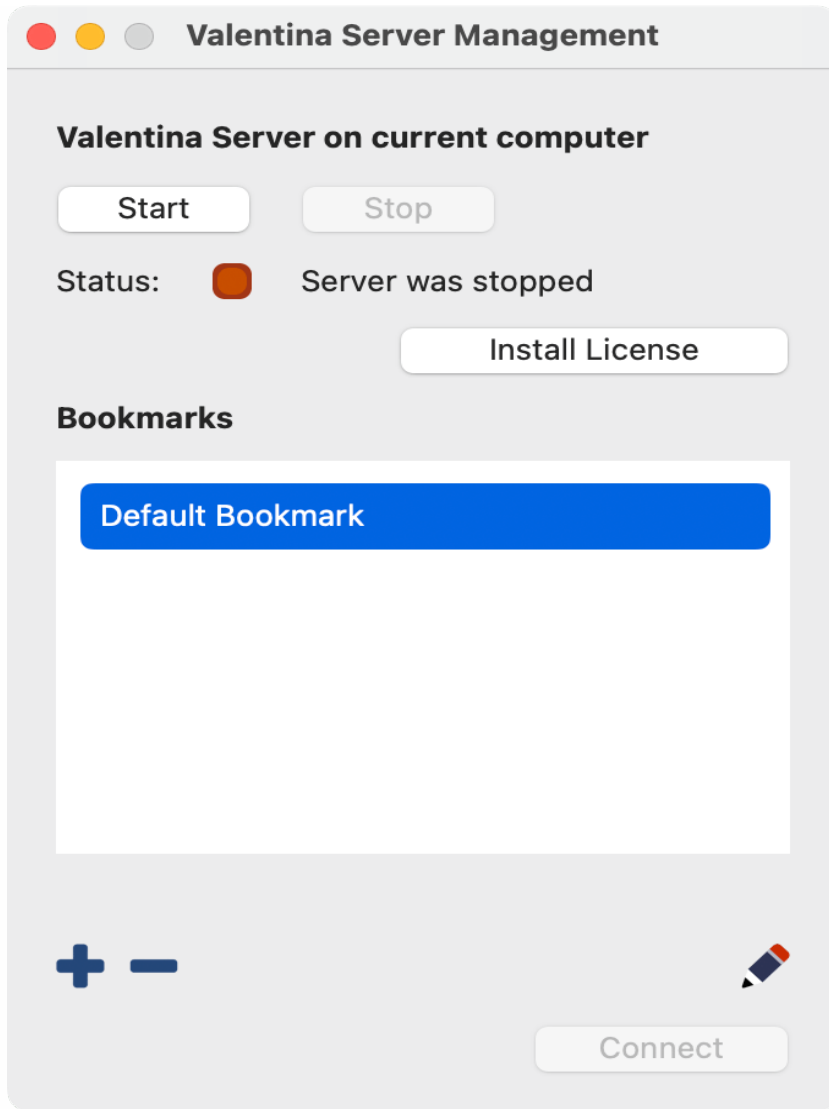 Valentina Server Management
Valentina Server on current computer
Start Stop
Status: Server was stopped
Install License
Bookmarks
Default Bookmark
Connect